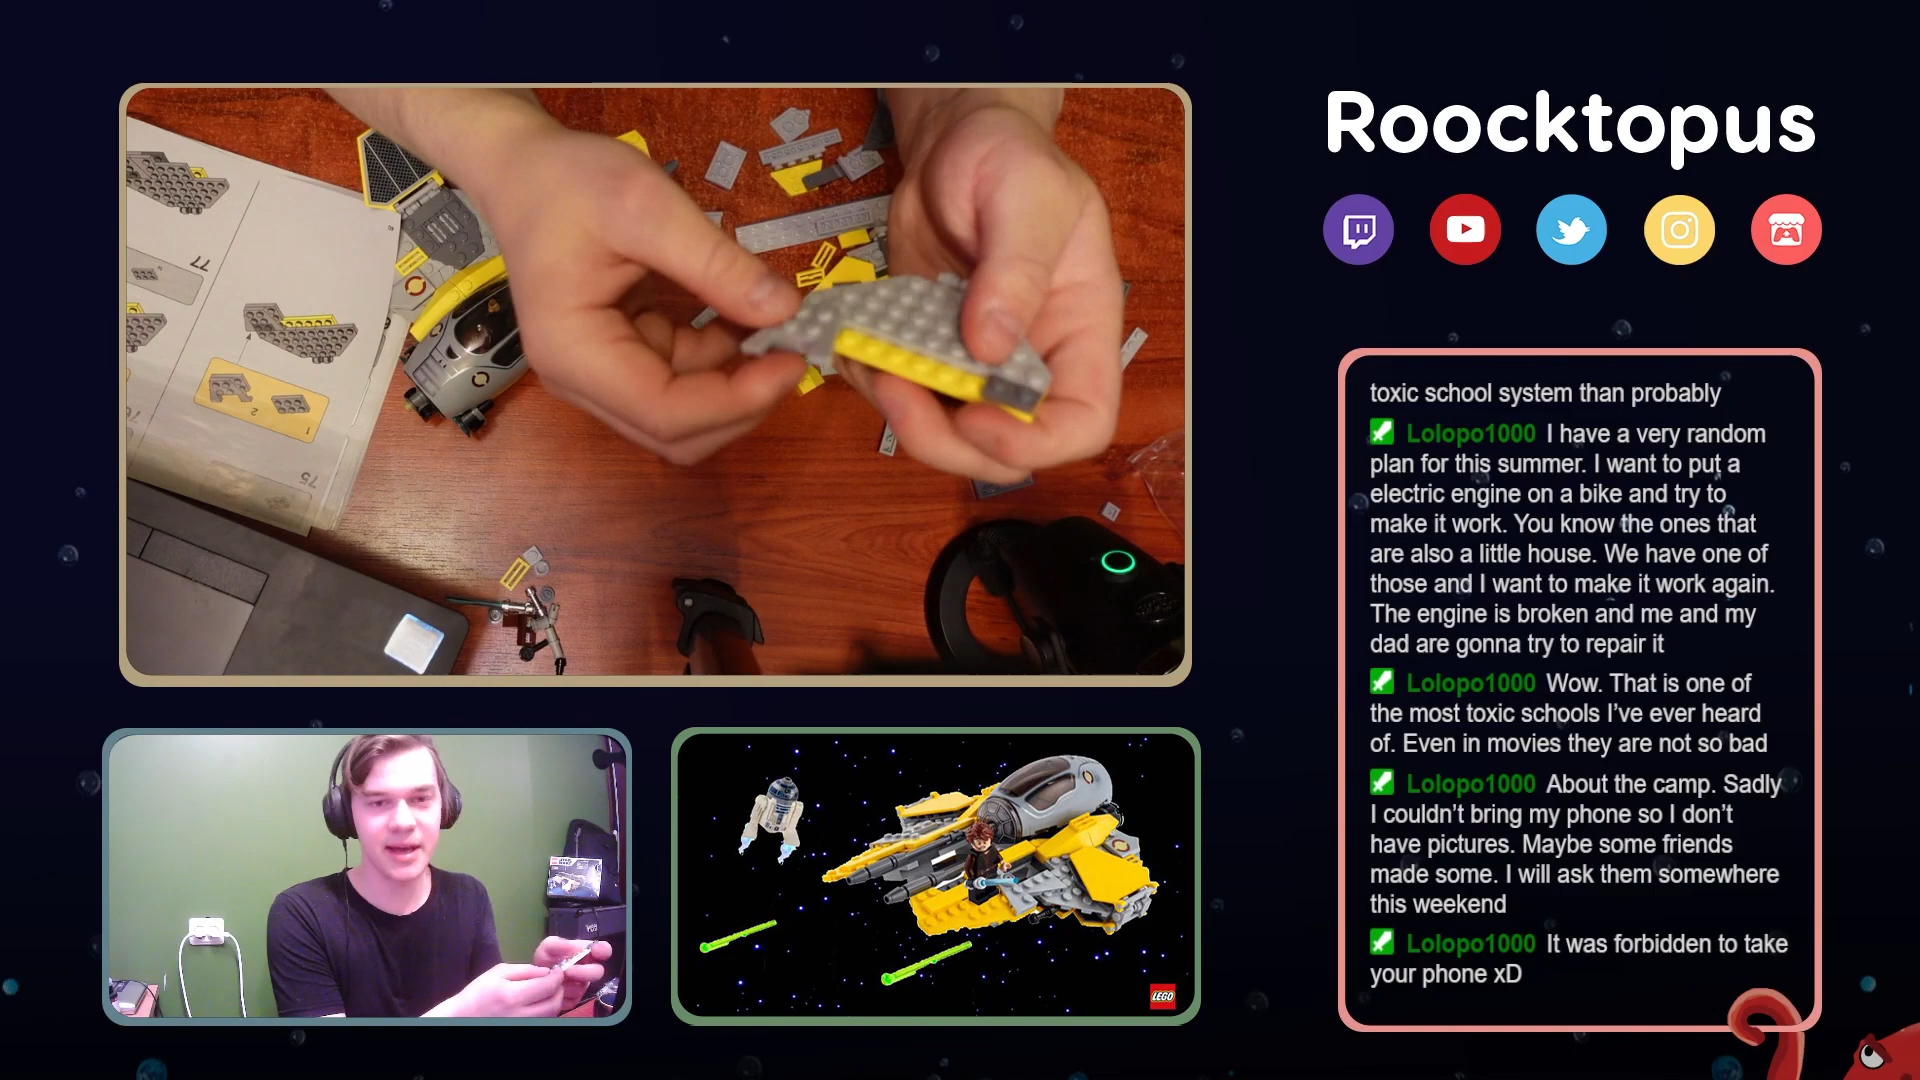 Roocktopus
77
2
1
75
toxic school system than probably
Lolopo1000 I have a very random
plan for this summer. I want to put a
electric engine on a bike and try to
make it work. You know the ones that
are also a little house. We have one of
those and I want to make it work again.
The engine is broken and me and my
dad are gonna try to repair it
Lolopo1000 Wow. That is one of
the most toxic schools I’ve ever heard
of. Even in movies they are not so bad
Lolopo1000 About the camp. Sadly
I couldn’t bring my phone so I don’t
have pictures. Maybe some friends
made some. I will ask them somewhere
this weekend
Lolopo1000 It was forbidden to take
your phone xD
LEGO